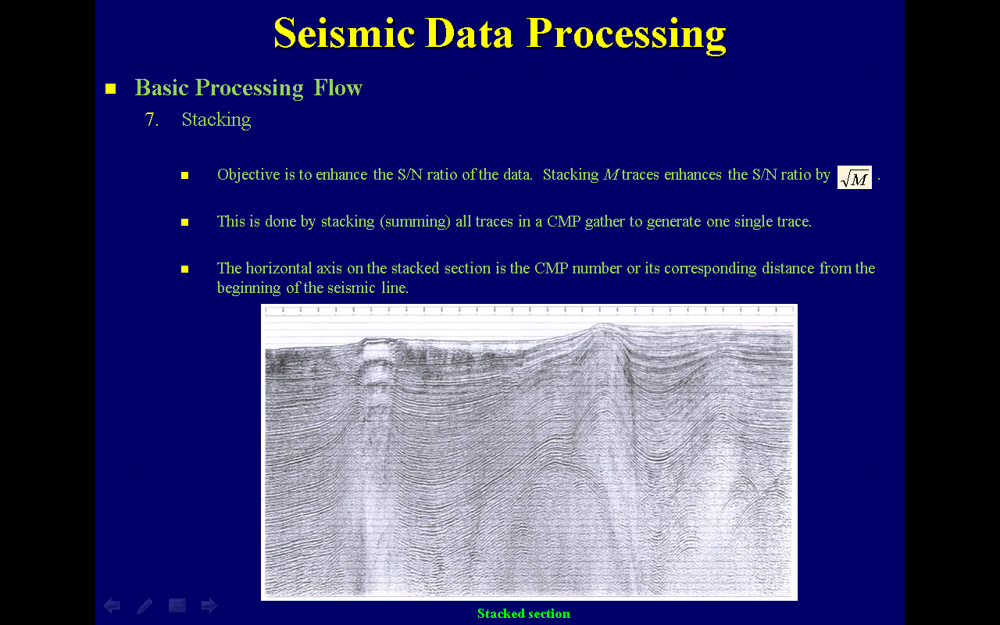 Seismic Data Processing
Basic Processing Flow
7. Stacking
Objective is to enhance the S/N ratio of the data. Stacking M traces enhances the S/N ratio by √M .
This is done by stacking (summing) all traces in a CMP gather to generate one single trace.
The horizontal axis on the stacked section is the CMP number or its corresponding distance from the
beginning of the seismic line.
Stacked section